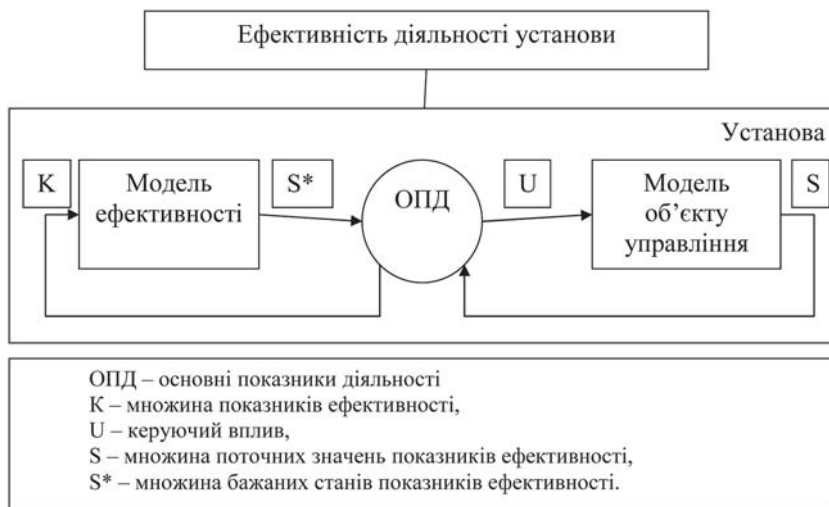 Ефективність діяльності установи
Установа
K
Модель
ефективності
S*
ОПД
U
Модель
об’єкту
управління
S
ОПД – основні показники діяльності
K – множина показників ефективності,
U – керуючий вплив,
S – множина поточних значень показників ефективності,
S* – множина бажаних станів показників ефективності.